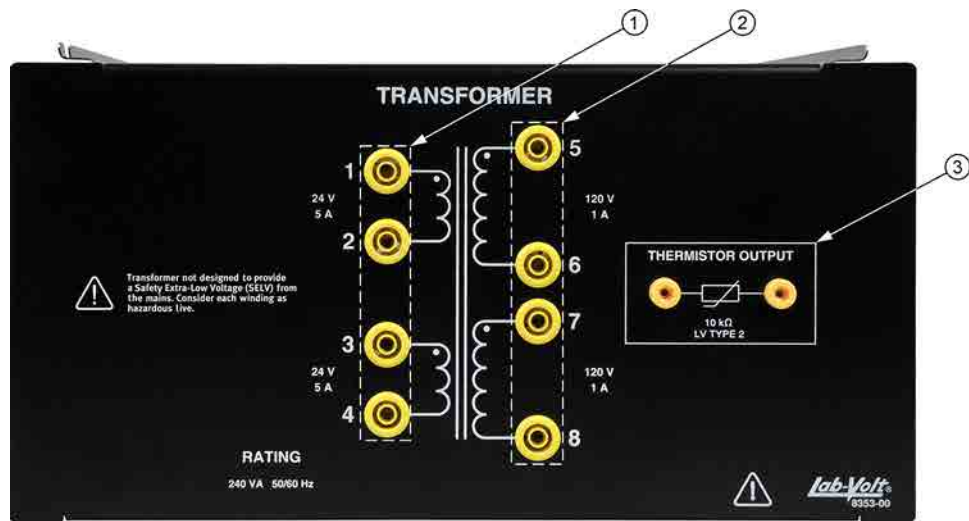 1
2
3
TRANSFORMER
1
2
3
4
24 V
5 A
24 V
5 A
5
6
7
8
120 V
1 A
120 V
1 A
THERMISTOR OUTPUT
10 kΩ
LV TYPE 2
Transformer not designed to provide
a Safety Extra-Low Voltage (SELV) from
the mains. Consider each winding as
hazardous live.
RATING
240 VA 50/60 Hz
Lab-Volt®
8353-00